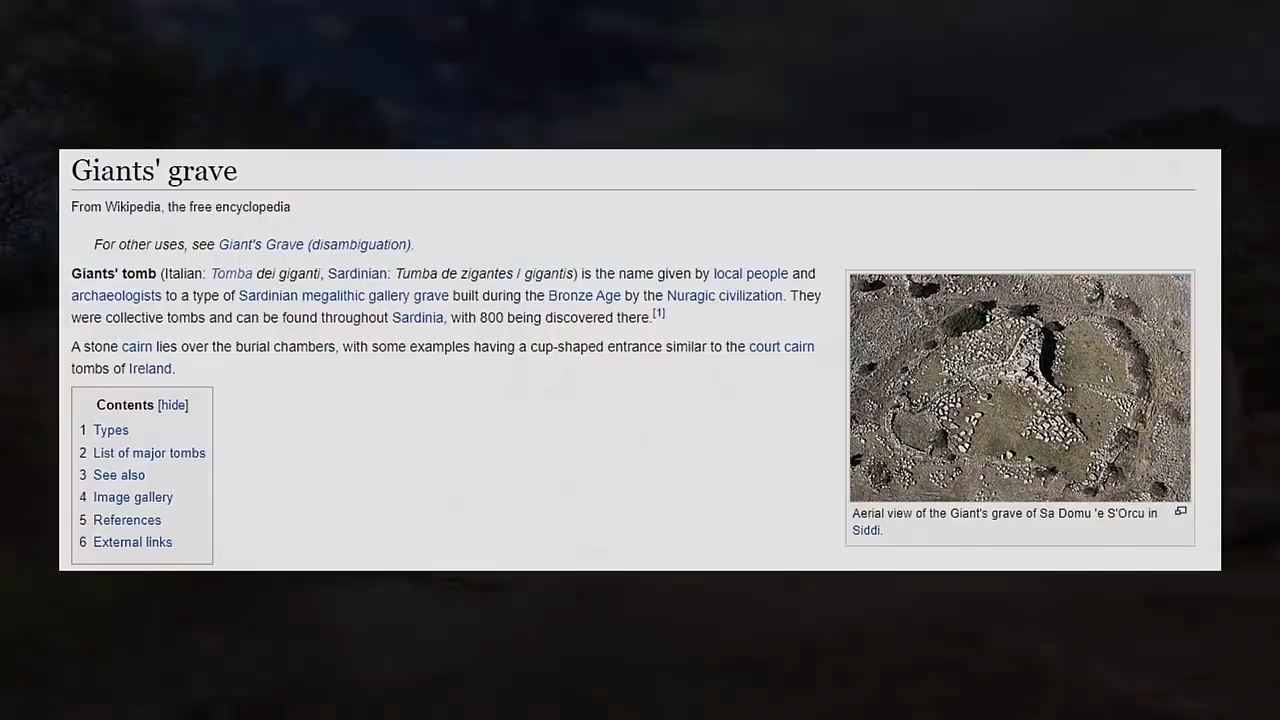 Giants' grave
From Wikipedia, the free encyclopedia
For other uses, see Giant's Grave (disambiguation).
Giants' tomb (Italian: Tomba dei giganti, Sardinian: Tumba de zigantes / gigantis) is the name given by local people and
archaeologists to a type of Sardinian megalithic gallery grave built during the Bronze Age by the Nuragic civilization. They
were collective tombs and can be found throughout Sardinia, with 800 being discovered there.[1]
A stone cairn lies over the burial chambers, with some examples having a cup-shaped entrance similar to the court cairn
tombs of Ireland.
Contents [hide]
1 Types
2 List of major tombs
3 See also
4 Image gallery
5 References
6 External links
Aerial view of the Giant's grave of Sa Domu 'e S'Orcu in
Siddi.